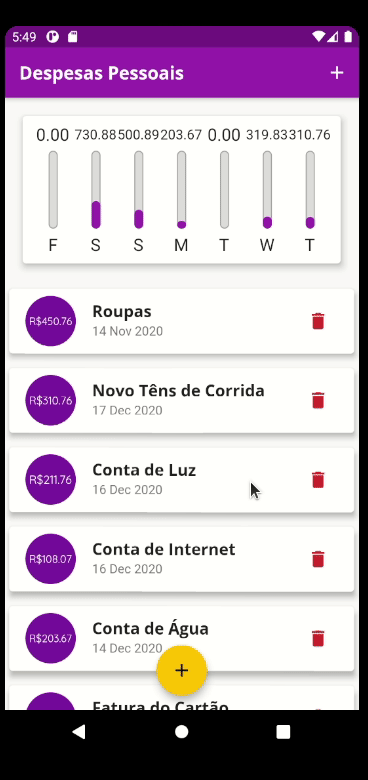 5:49
Despesas Pessoais
0.00 730.88 500.89 203.67 0.00 319.83 310.76
F S S M T W T
R$450.76 Roupas
14 Nov 2020
R$310.76 Novo Têns de Corrida
17 Dec 2020
R$211.76 Conta de Luz
16 Dec 2020
R$108.07 Conta de Internet
16 Dec 2020
R$203.67 Conta de Água
14 Dec 2020
Fatura do Cartão